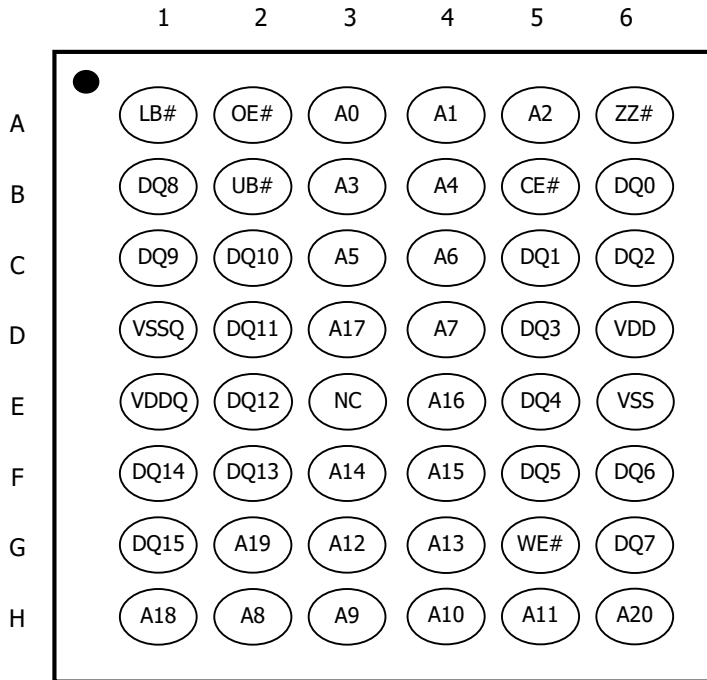 1 2 3 4 5 6
A LB# OE# A0 A1 A2 ZZ#
B DQ8 UB# A3 A4 CE# DQ0
C DQ9 DQ10 A5 A6 DQ1 DQ2
D VSSQ DQ11 A17 A7 DQ3 VDD
E VDDQ DQ12 NC A16 DQ4 VSS
F DQ14 DQ13 A14 A15 DQ5 DQ6
G DQ15 A19 A12 A13 WE# DQ7
H A18 A8 A9 A10 A11 A20